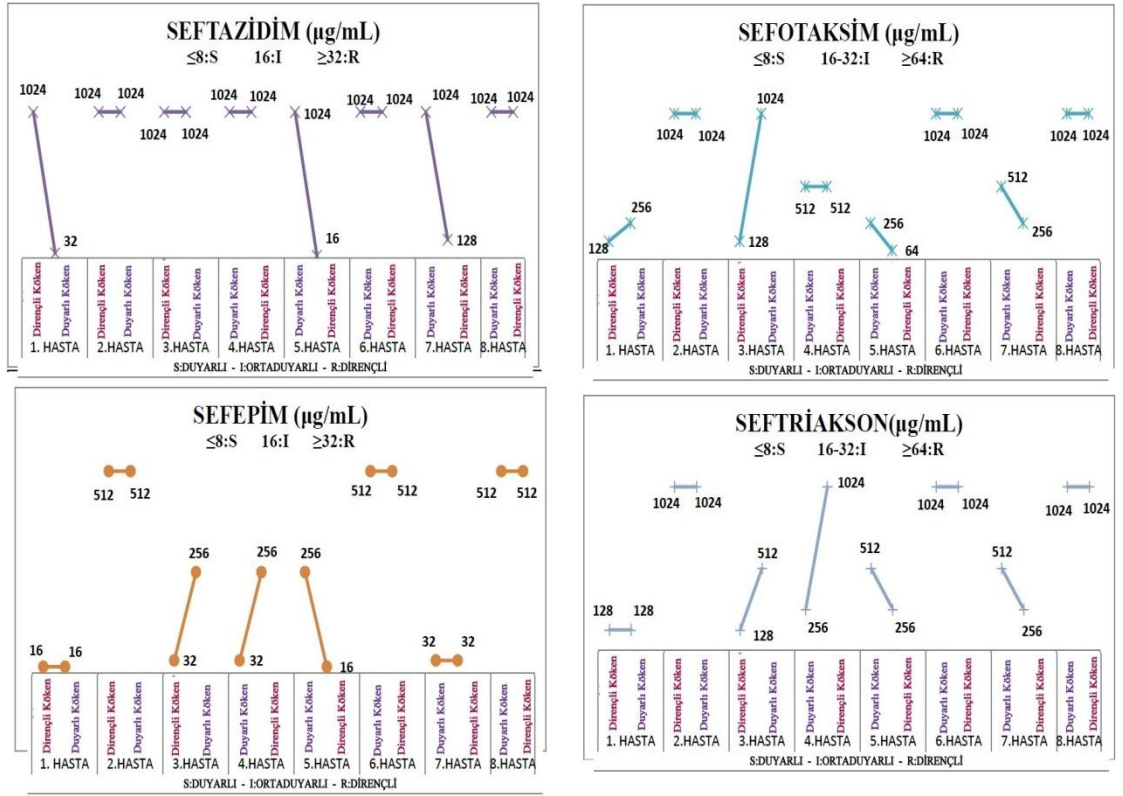 SEFTAZİDİM (µg/mL)
≤8:S 16:I ≥32:R
1024 1024 1024 1024 1024 1024 1024 1024 1024 1024 1024
1024 1024 1024
32 16 128
Dirençli Köken Duyarlı Köken Dirençli Köken Duyarlı Köken Dirençli Köken Duyarlı Köken Duyarlı Köken Dirençli Köken Duyarlı Köken Dirençli Köken Duyarlı Köken Dirençli Köken Duyarlı Köken Dirençli Köken Duyarlı Köken Dirençli Köken
1. HASTA 2.HASTA 3.HASTA 4.HASTA 5.HASTA 6.HASTA 7.HASTA 8.HASTA
S:DUYARLI - I:ORTADUYARLI - R:DİRENÇLİ
SEFOTAKSİM (µg/mL)
≤8:S 16-32:I ≥64:R
1024
1024 1024 1024 1024 1024 1024
512
256 512 512 256
128 128 64 256
Dirençli Köken Duyarlı Köken Dirençli Köken Duyarlı Köken Dirençli Köken Duyarlı Köken Duyarlı Köken Dirençli Köken Duyarlı Köken Dirençli Köken Duyarlı Köken Dirençli Köken Duyarlı Köken Dirençli Köken Duyarlı Köken Dirençli Köken
1. HASTA 2.HASTA 3.HASTA 4.HASTA 5.HASTA 6.HASTA 7.HASTA 8.HASTA
S:DUYARLI - I:ORTADUYARLI - R:DİRENÇLİ
SEFEPİM (µg/mL)
≤8:S 16:I ≥32:R
512 512 512 512 512 512
256 256 256
16 16 32 32 16 32 32
Dirençli Köken Duyarlı Köken Dirençli Köken Duyarlı Köken Dirençli Köken Duyarlı Köken Duyarlı Köken Dirençli Köken Duyarlı Köken Dirençli Köken Duyarlı Köken Dirençli Köken Duyarlı Köken Dirençli Köken Duyarlı Köken Dirençli Köken
1. HASTA 2.HASTA 3.HASTA 4.HASTA 5.HASTA 6.HASTA 7.HASTA 8.HASTA
S:DUYARLI - I:ORTADUYARLI - R:DİRENÇLİ
SEFTRİAKSON(µg/mL)
≤8:S 16-32:I ≥64:R
1024
1024 1024 1024 1024 1024 1024
512 512 512
128 128 128 256 256 256
Dirençli Köken Duyarlı Köken Dirençli Köken Duyarlı Köken Dirençli Köken Duyarlı Köken Duyarlı Köken Dirençli Köken Duyarlı Köken Dirençli Köken Duyarlı Köken Dirençli Köken Duyarlı Köken Dirençli Köken Duyarlı Köken Dirençli Köken
1. HASTA 2.HASTA 3.HASTA 4.HASTA 5.HASTA 6.HASTA 7.HASTA 8.HASTA
S:DUYARLI - I:ORTADUYARLI - R:DİRENÇLİ